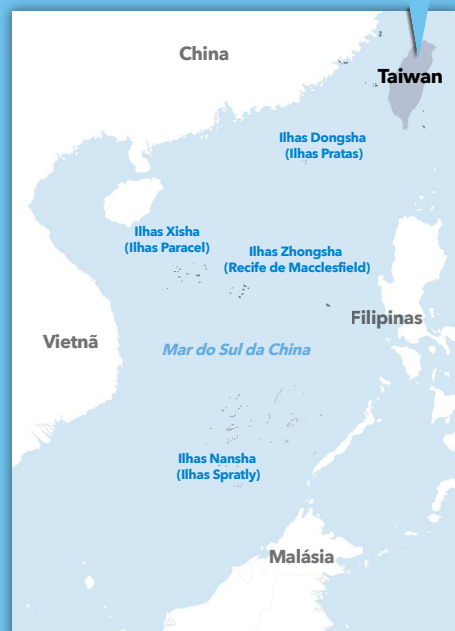 China
Taiwan
Ilhas Dongsha
(Ilhas Pratas)
Ilhas Xisha
(Ilhas Paracel)
Ilhas Zhongsha
(Recife de Macclesfield)
Filipinas
Vietnã
Mar do Sul da China
Ilhas Nansha
(Ilhas Spratly)
Malásia